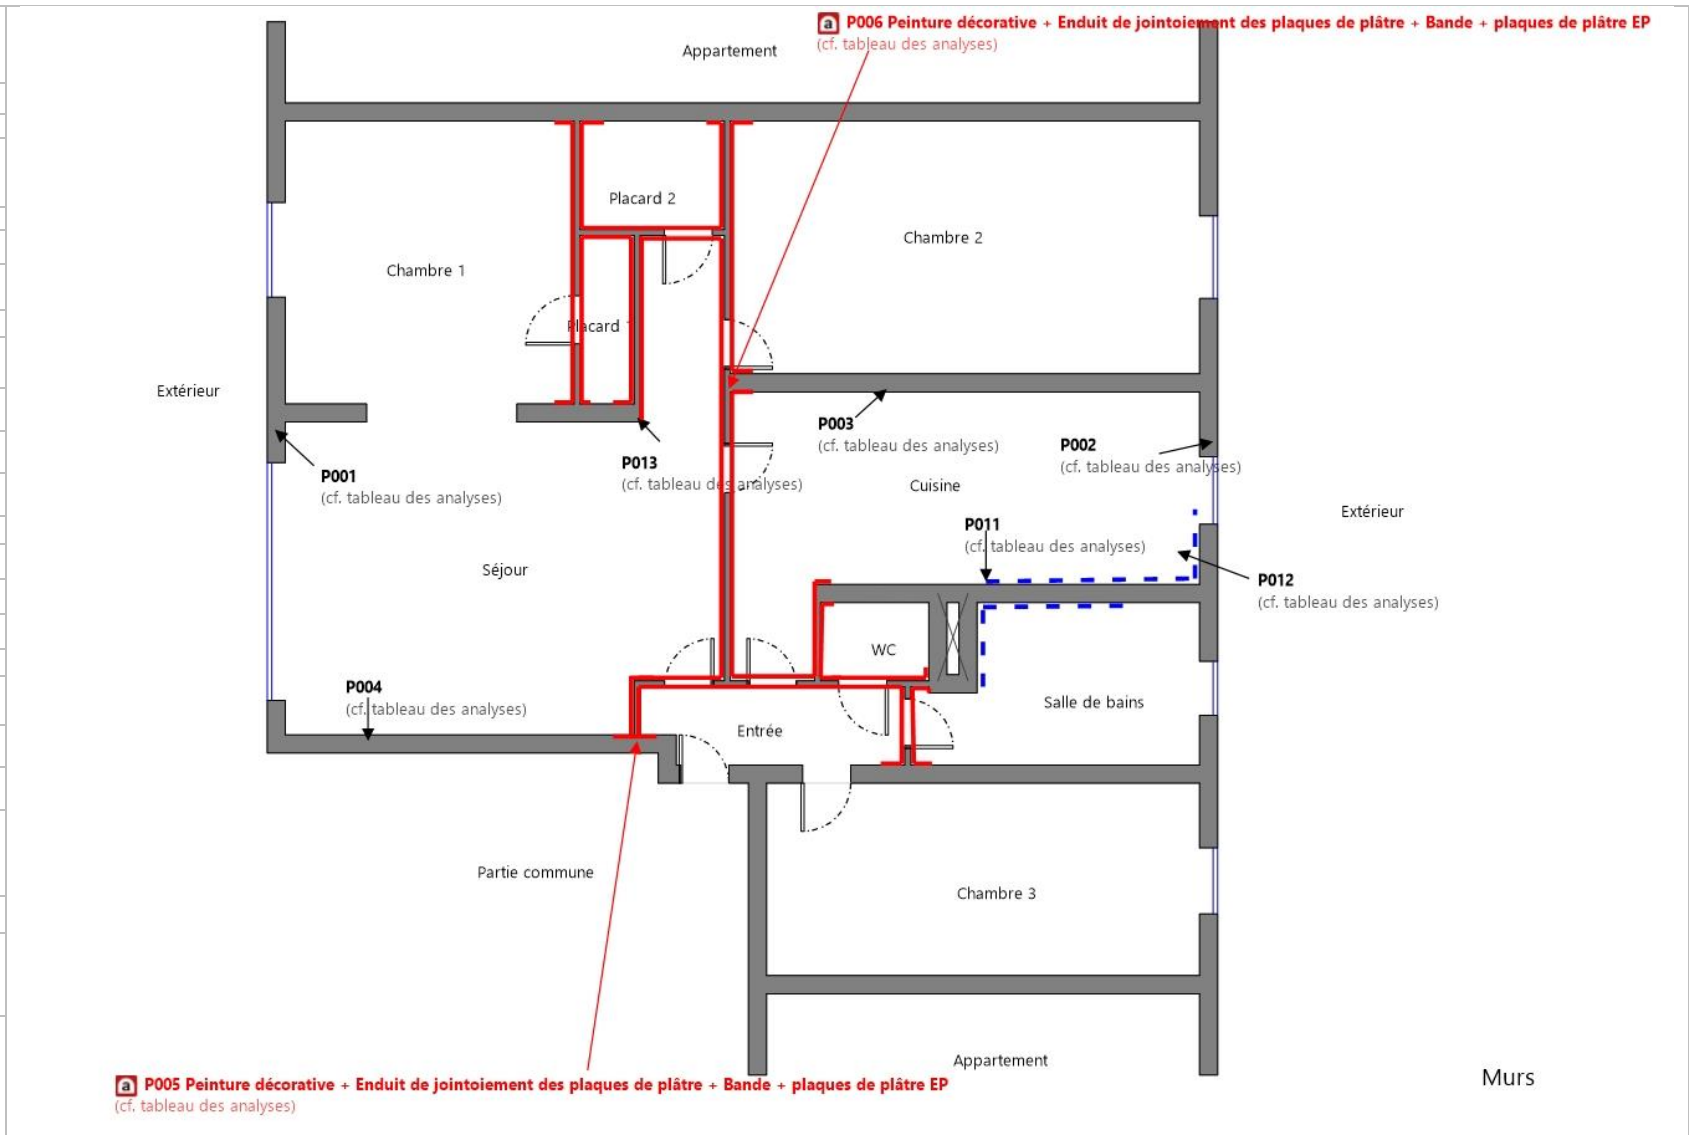 a P006 Peinture décorative + Enduit de jointoiement des plaques de plâtre + Bande + plaques de plâtre EP
(cf. tableau des analyses)
Appartement
Placard 2
Chambre 2
Chambre 1
Placard
Extérieur
P003
(cf. tableau des analyses)
P002
(cf. tableau des analyses)
P013
(cf. tableau des analyses)
P001
(cf. tableau des analyses)
Cuisine
Extérieur
P011
(cf. tableau des analyses)
Séjour
P012
(cf. tableau des analyses)
WC
P004
(cf. tableau des analyses)
Salle de bains
Entrée
Partie commune
Chambre 3
Appartement
Murs
a P005 Peinture décorative + Enduit de jointoiement des plaques de plâtre + Bande + plaques de plâtre EP
(cf. tableau des analyses)